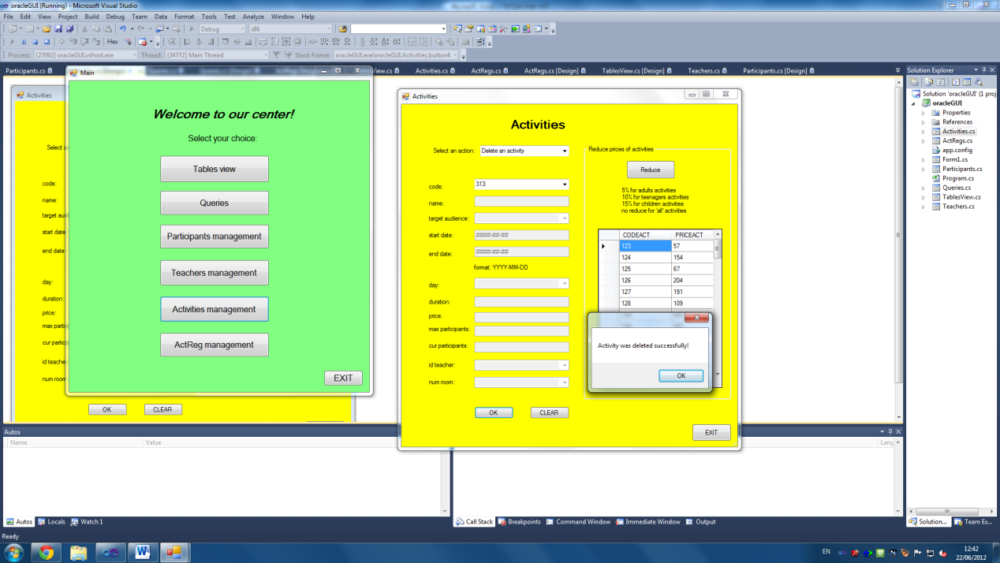 oracleGUI (Running) - Microsoft Visual Studio
File Edit View Project Build Debug Team Data Format Tools Test Analyze Window Help
Debug x86
Hex
Process: [27092] oracleGUI.vshost.exe Thread: [34772] Main Thread Stack Frame: oracleGUI.exe!oracleGUI.Activities.button4
Participants.cs Activities.cs ActRegs.cs ActRegs.cs [Design] TablesView.cs [Design] Teachers.cs Participants.cs [Design]
Activities
Select
code:
name:
start date
end date
day:
duration:
price:
id teache
num room
OK CLEAR
Main
Welcome to our center!
Select your choice:
Tables view
Queries
Participants management
Teachers management
Activities management
ActReg management
EXIT
Activities
Activities
Select an action: Delete an activity
code: 313
name:
target audience:
start date: ####-##-##
end date: ####-##-##
format: YYYY-MM-DD
day:
duration:
price:
max participants:
cur participants:
id teacher:
num room:
OK CLEAR
Reduce prices of activities
Reduce
5% for adults activities
10% for teenagers activities
15% for children activities
no reduce for 'all' activities
CODEACT PRICEACT
123 57
124 154
125 67
126 204
127 191
128 109
Activity was deleted successfully!
OK
EXIT
Solution Explorer
Solution 'oracleGUI' (1 proj
oracleGUI
Properties
References
Activities.cs
ActRegs.cs
app.config
Form1.cs
Participants.cs
Program.cs
Queries.cs
TablesView.cs
Teachers.cs
Solution... Team Ex...
Autos
Name Value
Lang
Autos Locals Watch 1
Call Stack Breakpoints Command Window Immediate Window Output
Ready
EN
12:42
22/06/2012